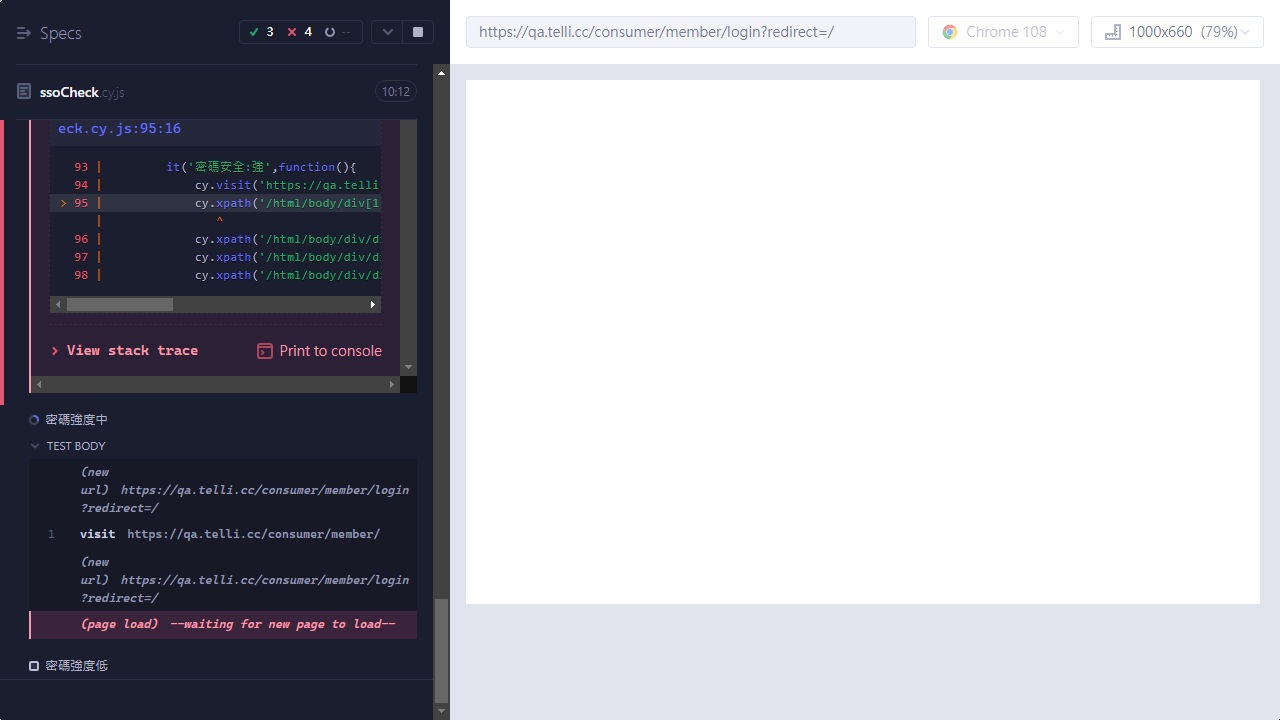 Specs
3
4
--
https://qa.telli.cc/consumer/member/login?redirect=/
Chrome 108
1000x660 (79%)
ssoCheck.cy.js
10:12
eck.cy.js:95:16
93 | it('密碼安全:強',function(){
94 | cy.visit('https://qa.telli
> 95 | cy.xpath('/html/body/div[1
| ^
96 | cy.xpath('/html/body/div/di
97 | cy.xpath('/html/body/div/di
98 | cy.xpath('/html/body/div/di
> View stack trace
Print to console
密碼強度中
TEST BODY
(new
url) https://qa.telli.cc/consumer/member/login
?redirect=/
1 visit https://qa.telli.cc/consumer/member/
(new
url) https://qa.telli.cc/consumer/member/login
?redirect=/
(page load) --waiting for new page to load--
密碼強度低